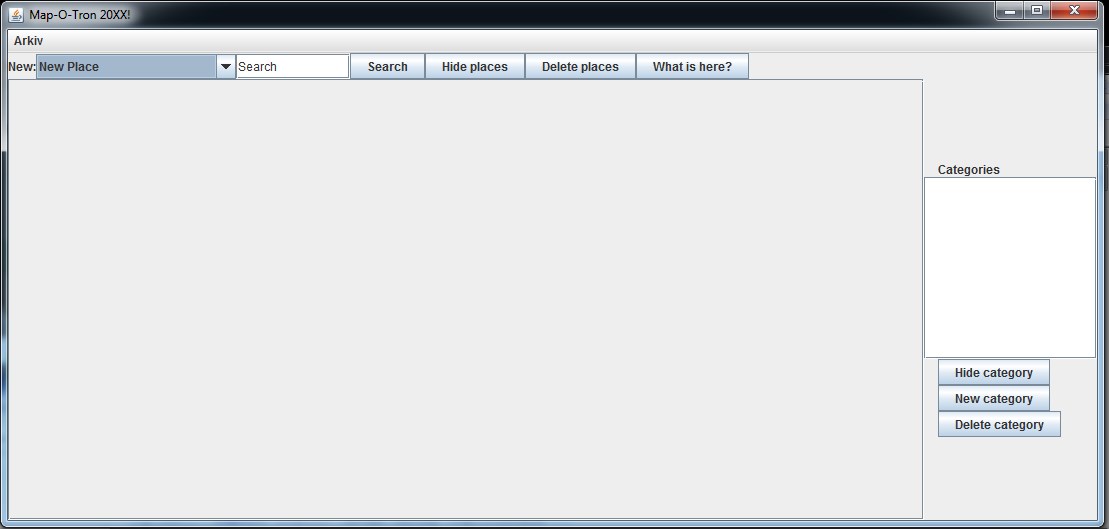 Map-O-Tron 20XX!
Arkiv
New: New Place Search Search Hide places Delete places What is here?
Categories
Hide category
New category
Delete category